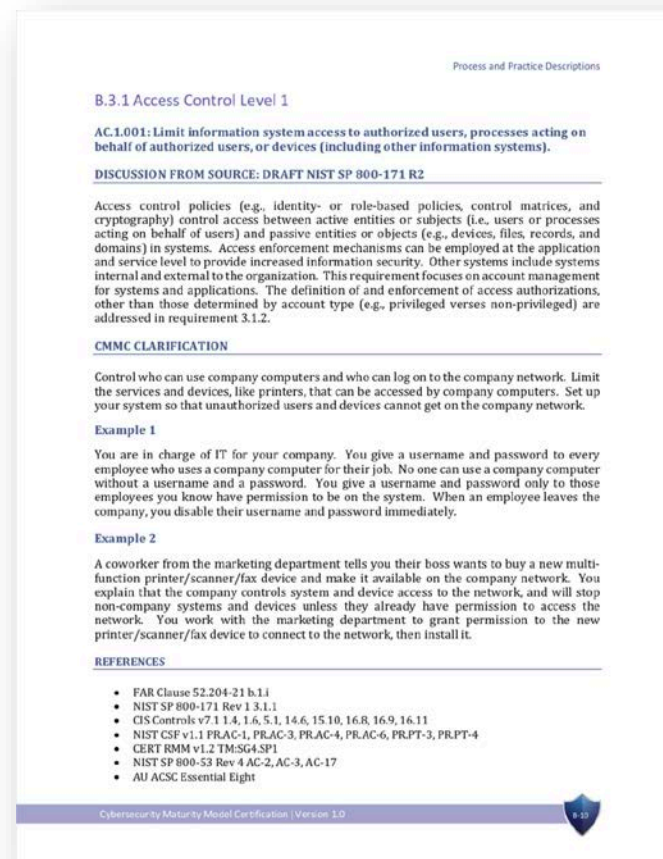 Process and Practice Descriptions
B.3.1 Access Control Level 1
AC.1.001: Limit information system access to authorized users, processes acting on
behalf of authorized users, or devices (including other information systems).
DISCUSSION FROM SOURCE: DRAFT NIST SP 800-171 R2
Access control policies (e.g., identity- or role-based policies, control matrices, and
cryptography) control access between active entities or subjects (i.e., users or processes
acting on behalf of users) and passive entities or objects (e.g., devices, files, records, and
domains) in systems. Access enforcement mechanisms can be employed at the application
and service level to provide increased information security. Other systems include systems
internal and external to the organization. This requirement focuses on account management
for systems and applications. The definition of and enforcement of access authorizations,
other than those determined by account type (e.g., privileged verses non-privileged) are
addressed in requirement 3.1.2.
CMMC CLARIFICATION
Control who can use company computers and who can log on to the company network. Limit
the services and devices, like printers, that can be accessed by company computers. Set up
your system so that unauthorized users and devices cannot get on the company network.
Example 1
You are in charge of IT for your company. You give a username and password to every
employee who uses a company computer for their job. No one can use a company computer
without a username and a password. You give a username and password only to those
employees you know have permission to be on the system. When an employee leaves the
company, you disable their username and password immediately.
Example 2
A coworker from the marketing department tells you their boss wants to buy a new multi-
function printer/scanner/fax device and make it available on the company network. You
explain that the company controls system and device access to the network, and will stop
non-company systems and devices unless they already have permission to access the
network. You work with the marketing department to grant permission to the new
printer/scanner/fax device to connect to the network, then install it.
REFERENCES
• FAR Clause 52.204-21 b.1.i
• NIST SP 800-171 Rev 1 3.1.1
• CIS Controls v7.1 1.4, 1.6, 5.1, 14.6, 15.10, 16.8, 16.9, 16.11
• NIST CSF v1.1 PR.AC-1, PR.AC-3, PR.AC-4, PR.AC-6, PR.PT-3, PR.PT-4
• CERT RMM v1.2 TM:SG4.SP1
• NIST SP 800-53 Rev 4 AC-2, AC-3, AC-17
• AU ACSC Essential Eight
Cybersecurity Maturity Model Certification | Version 1.0
B-10